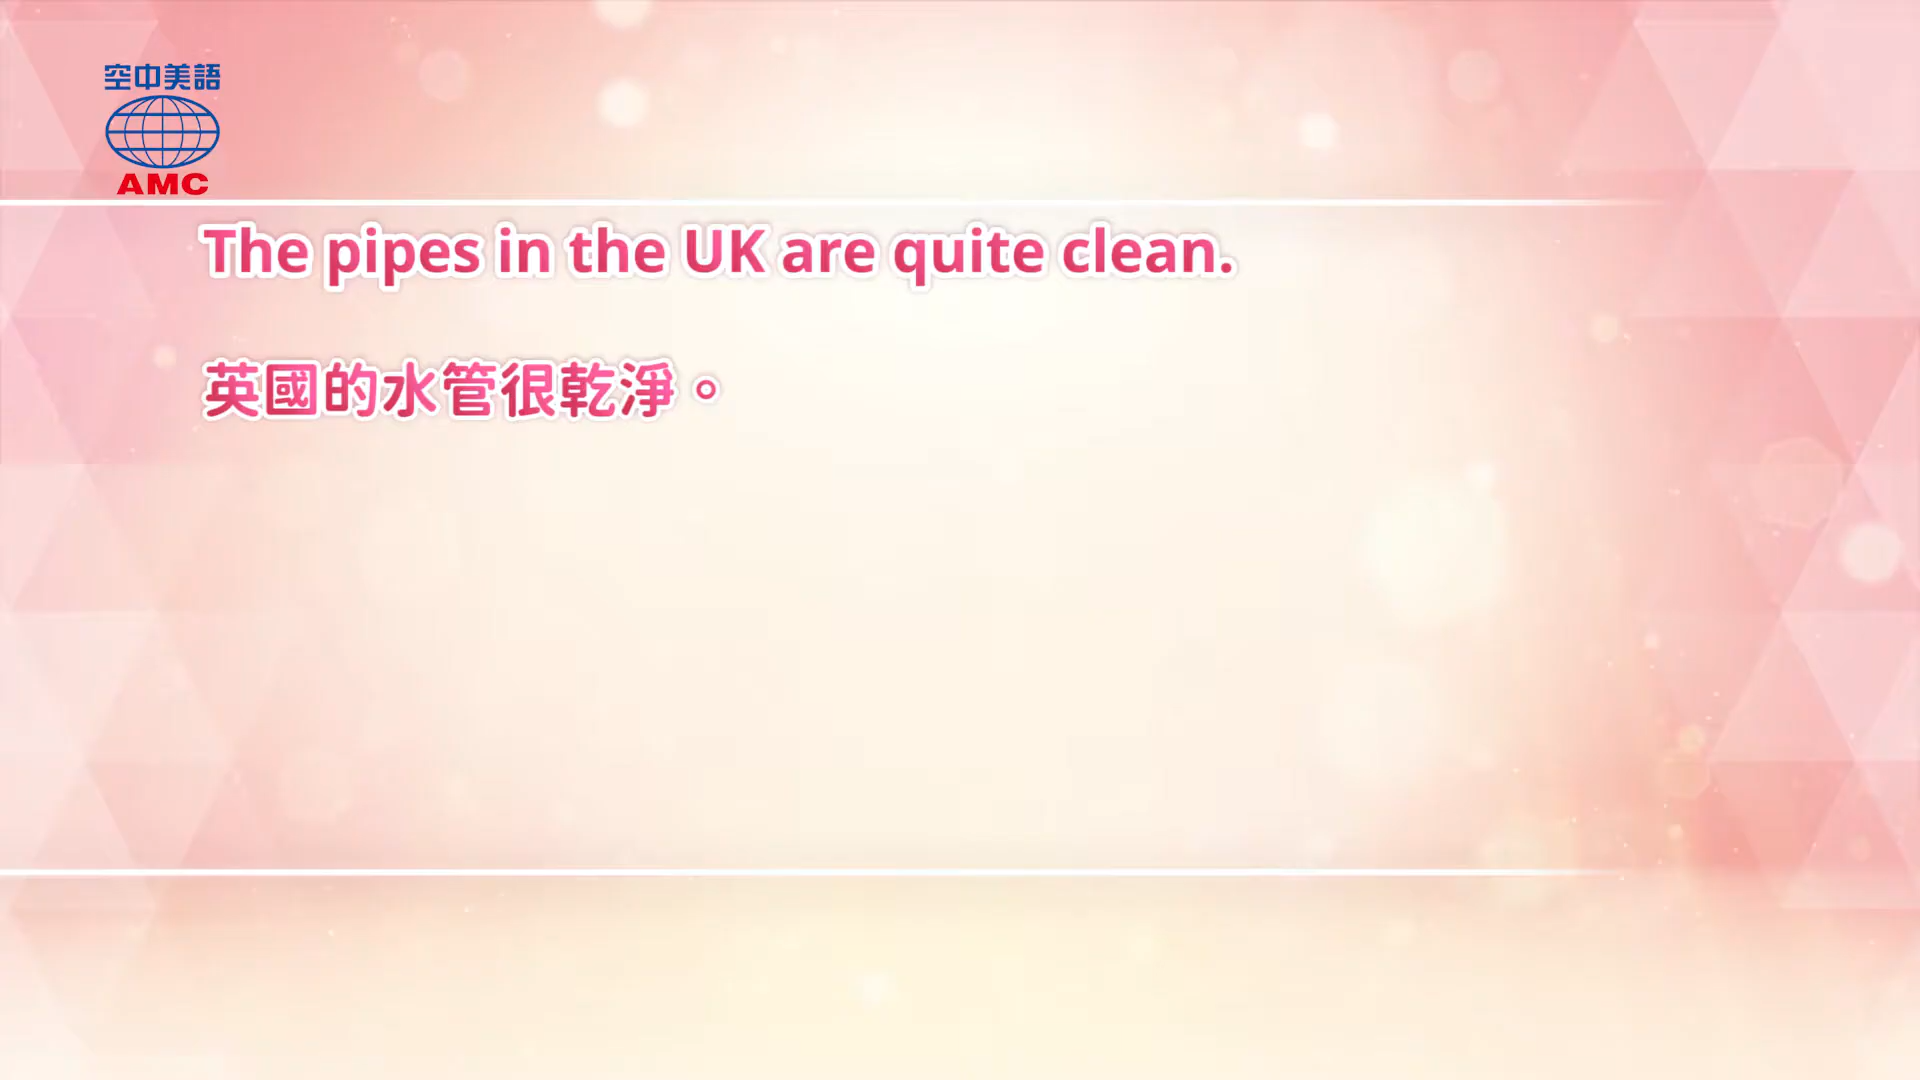 空中美語
AMC
The pipes in the UK are quite clean.
英國的水管很乾淨。